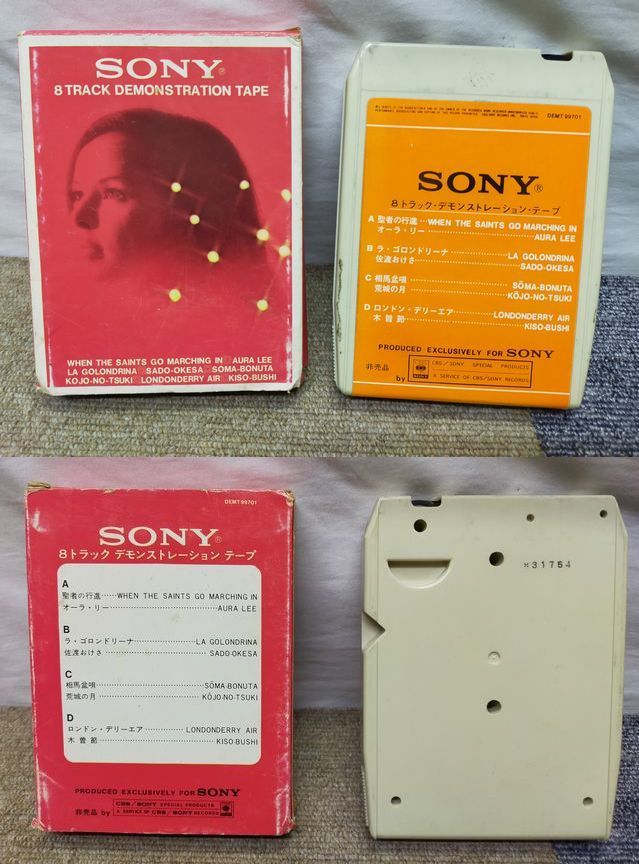 SONY®
8 TRACK DEMONSTRATION TAPE
WHEN THE SAINTS GO MARCHING IN AURA LEE
LA GOLONDRINA SADO-OKESA SOMA-BONUTA
KOJO-NO-TSUKI LONDONDERRY AIR KISO-BUSHI
DEMT 99701
SONY®
8トラック・デモンストレーション・テープ
A 聖者の行進…WHEN THE SAINTS GO MARCHING IN
オーラ・リー……AURA LEE
B ラ・ゴロンドリーナ……LA GOLONDRINA
佐渡おけさ……SADO-OKESA
C 相馬盆唄……SŌMA-BONUTA
荒城の月……KŌJO-NO-TSUKI
D ロンドン・デリーエア……LONDONDERRY AIR
木曽節……KISO-BUSHI
PRODUCED EXCLUSIVELY FOR SONY
非売品 by CBS/SONY SPECIAL PRODUCTS
A SERVICE OF CBS/SONY RECORDS
DEMT 99701
SONY®
8トラック デモンストレーション テープ
A
聖者の行進……WHEN THE SAINTS GO MARCHING IN
オーラ・リー……AURA LEE
B
ラ・ゴロンドリーナ……LA GOLONDRINA
佐渡おけさ……SADO-OKESA
C
相馬盆唄……SŌMA-BONUTA
荒城の月……KŌJO-NO-TSUKI
D
ロンドン・デリーエア……LONDONDERRY AIR
木曽節……KISO-BUSHI
PRODUCED EXCLUSIVELY FOR SONY
非売品 by CBS/SONY SPECIAL PRODUCTS
A SERVICE OF CBS/SONY RECORDS
31754